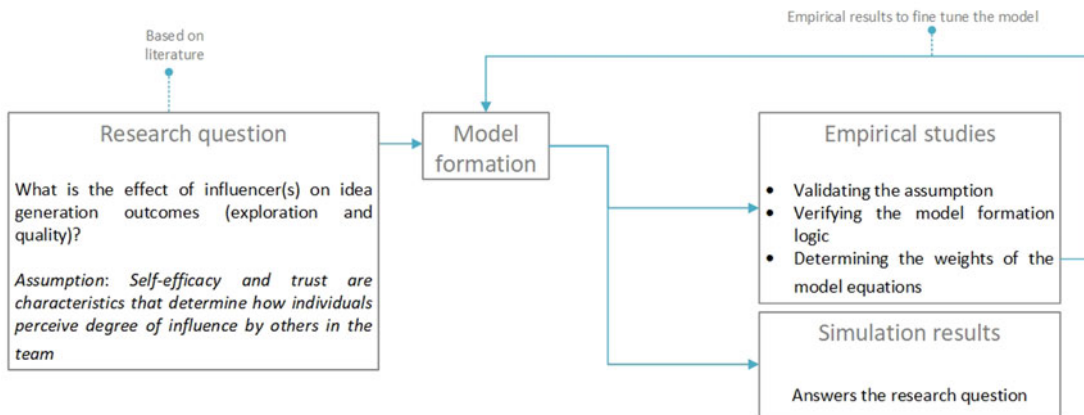 Based on
literature
Empirical results to fine tune the model
Research question
What is the effect of influencer(s) on idea
generation outcomes (exploration and
quality)?
Assumption: Self-efficacy and trust are
characteristics that determine how individuals
perceive degree of influence by others in the
team
Model
formation
Empirical studies
• Validating the assumption
• Verifying the model formation
logic
• Determining the weights of the
model equations
Simulation results
Answers the research question